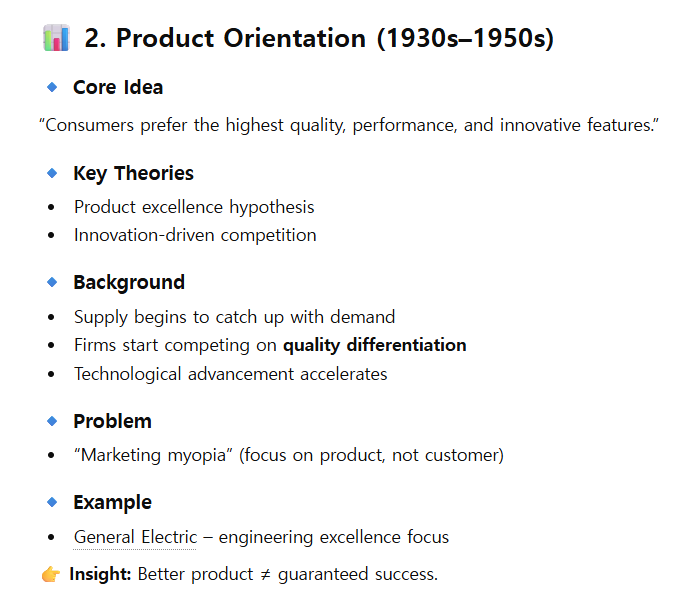 📊 2. Product Orientation (1930s–1950s)
🔹 Core Idea
“Consumers prefer the highest quality, performance, and innovative features.”
🔹 Key Theories
• Product excellence hypothesis
• Innovation-driven competition
🔹 Background
• Supply begins to catch up with demand
• Firms start competing on quality differentiation
• Technological advancement accelerates
🔹 Problem
• “Marketing myopia” (focus on product, not customer)
🔹 Example
• General Electric – engineering excellence focus
👉 Insight: Better product ≠ guaranteed success.